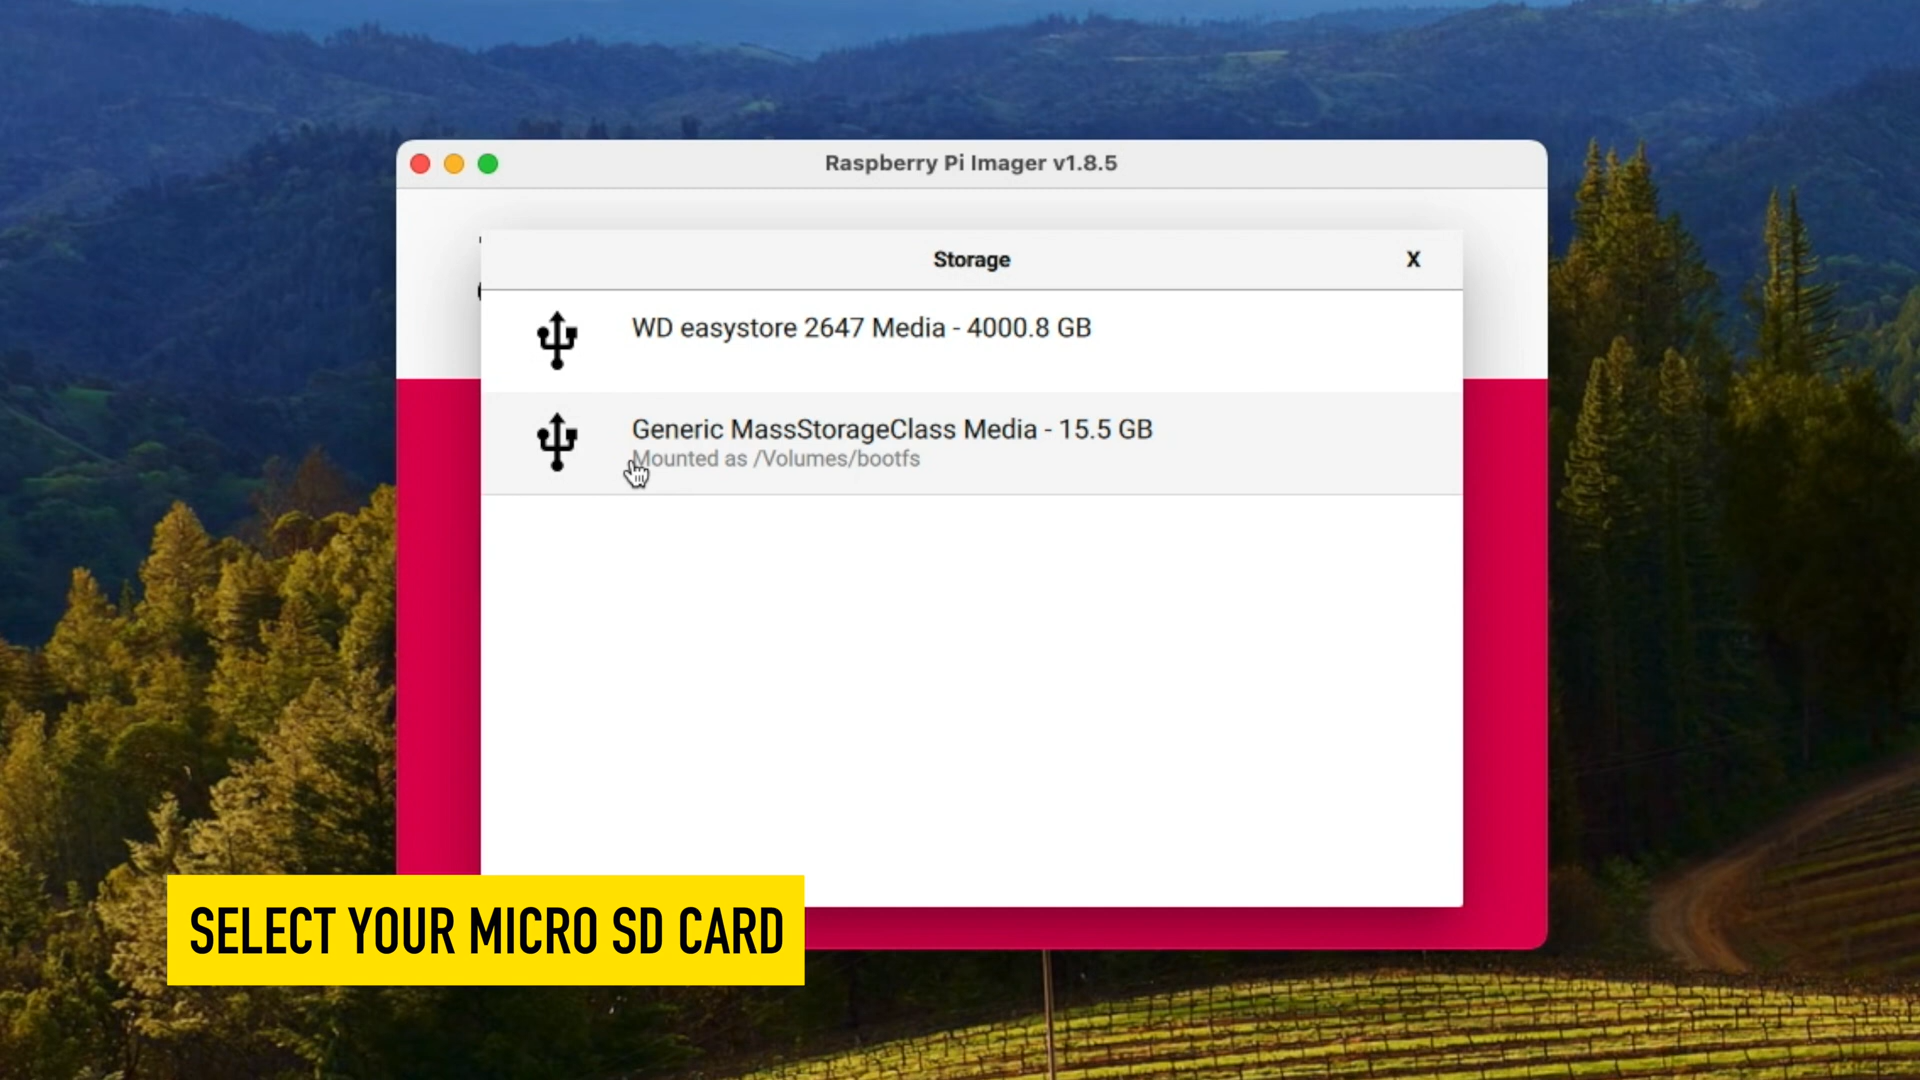 Raspberry Pi Imager v1.8.5
Storage
X
WD easystore 2647 Media - 4000.8 GB
Generic MassStorageClass Media - 15.5 GB
Mounted as /Volumes/bootfs
SELECT YOUR MICRO SD CARD